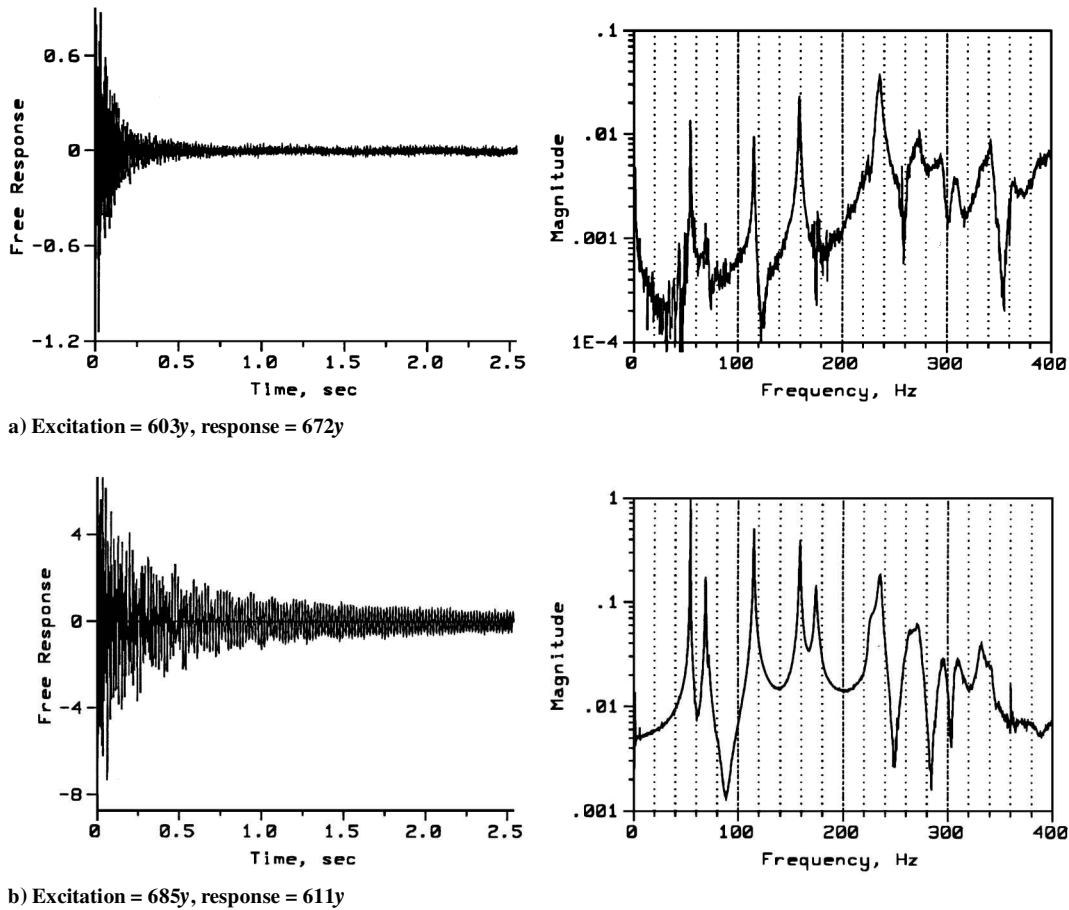 0.6
0
-0.6
-1.2
Free Response
0 0.5 1.0 1.5 2.0 2.5
Time, sec
.1
.01
.001
1E-4
Magnitude
0 100 200 300 400
Frequency, Hz
a) Excitation = 603y, response = 672y
4
0
-4
-8
Free Response
0 0.5 1.0 1.5 2.0 2.5
Time, sec
1
.1
.01
.001
Magnitude
0 100 200 300 400
Frequency, Hz
b) Excitation = 685y, response = 611y